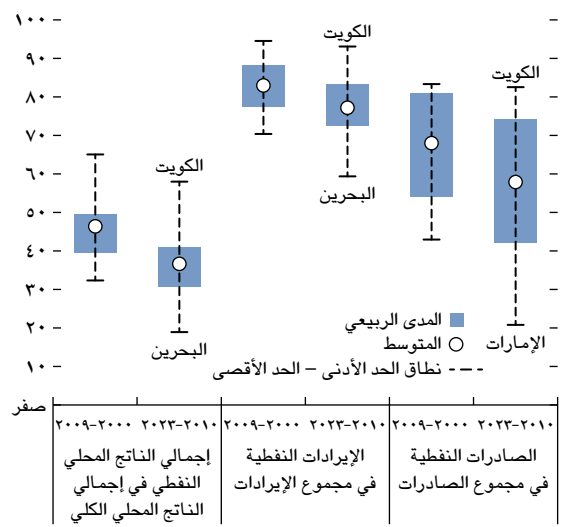 ١٠٠
٩٠
٨٠
٧٠
٦٠
٥٠
٤٠
٣٠
٢٠
١٠
صفر
الكويت
البحرين
الكويت
البحرين
الكويت
الإمارات
المدى الربيعي
المتوسط
نطاق الحد الأدنى – الحد الأقصى
٢٠٠٠-٢٠٠٩
٢٠١٠-٢٠٢٣
٢٠٠٠-٢٠٠٩
٢٠١٠-٢٠٢٣
٢٠٠٠-٢٠٠٩
٢٠١٠-٢٠٢٣
إجمالي الناتج المحلي
النفطي في إجمالي
الناتج المحلي الكلي
الإيرادات النفطية
في مجموع الإيرادات
الصادرات النفطية
في مجموع الصادرات